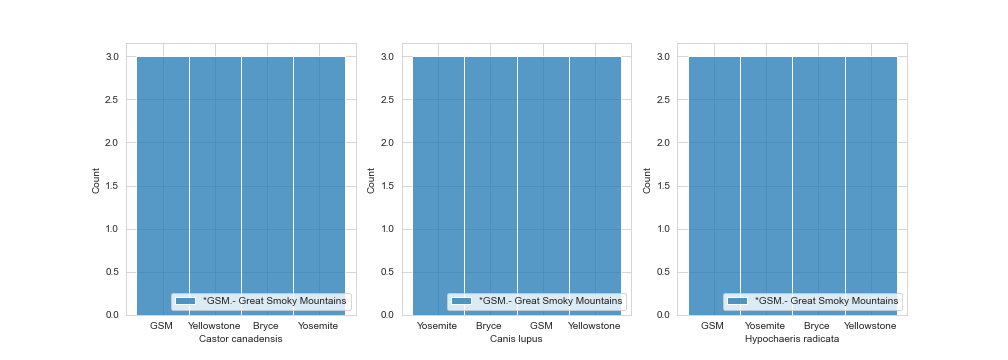 3.0
2.5
2.0
1.5
1.0
0.5
0.0
Count
*GSM.- Great Smoky Mountains
GSM Yellowstone Bryce Yosemite
Castor canadensis
3.0
2.5
2.0
1.5
1.0
0.5
0.0
Count
*GSM.- Great Smoky Mountains
Yosemite Bryce GSM Yellowstone
Canis lupus
3.0
2.5
2.0
1.5
1.0
0.5
0.0
Count
*GSM.- Great Smoky Mountains
GSM Yosemite Bryce Yellowstone
Hypochaeris radicata